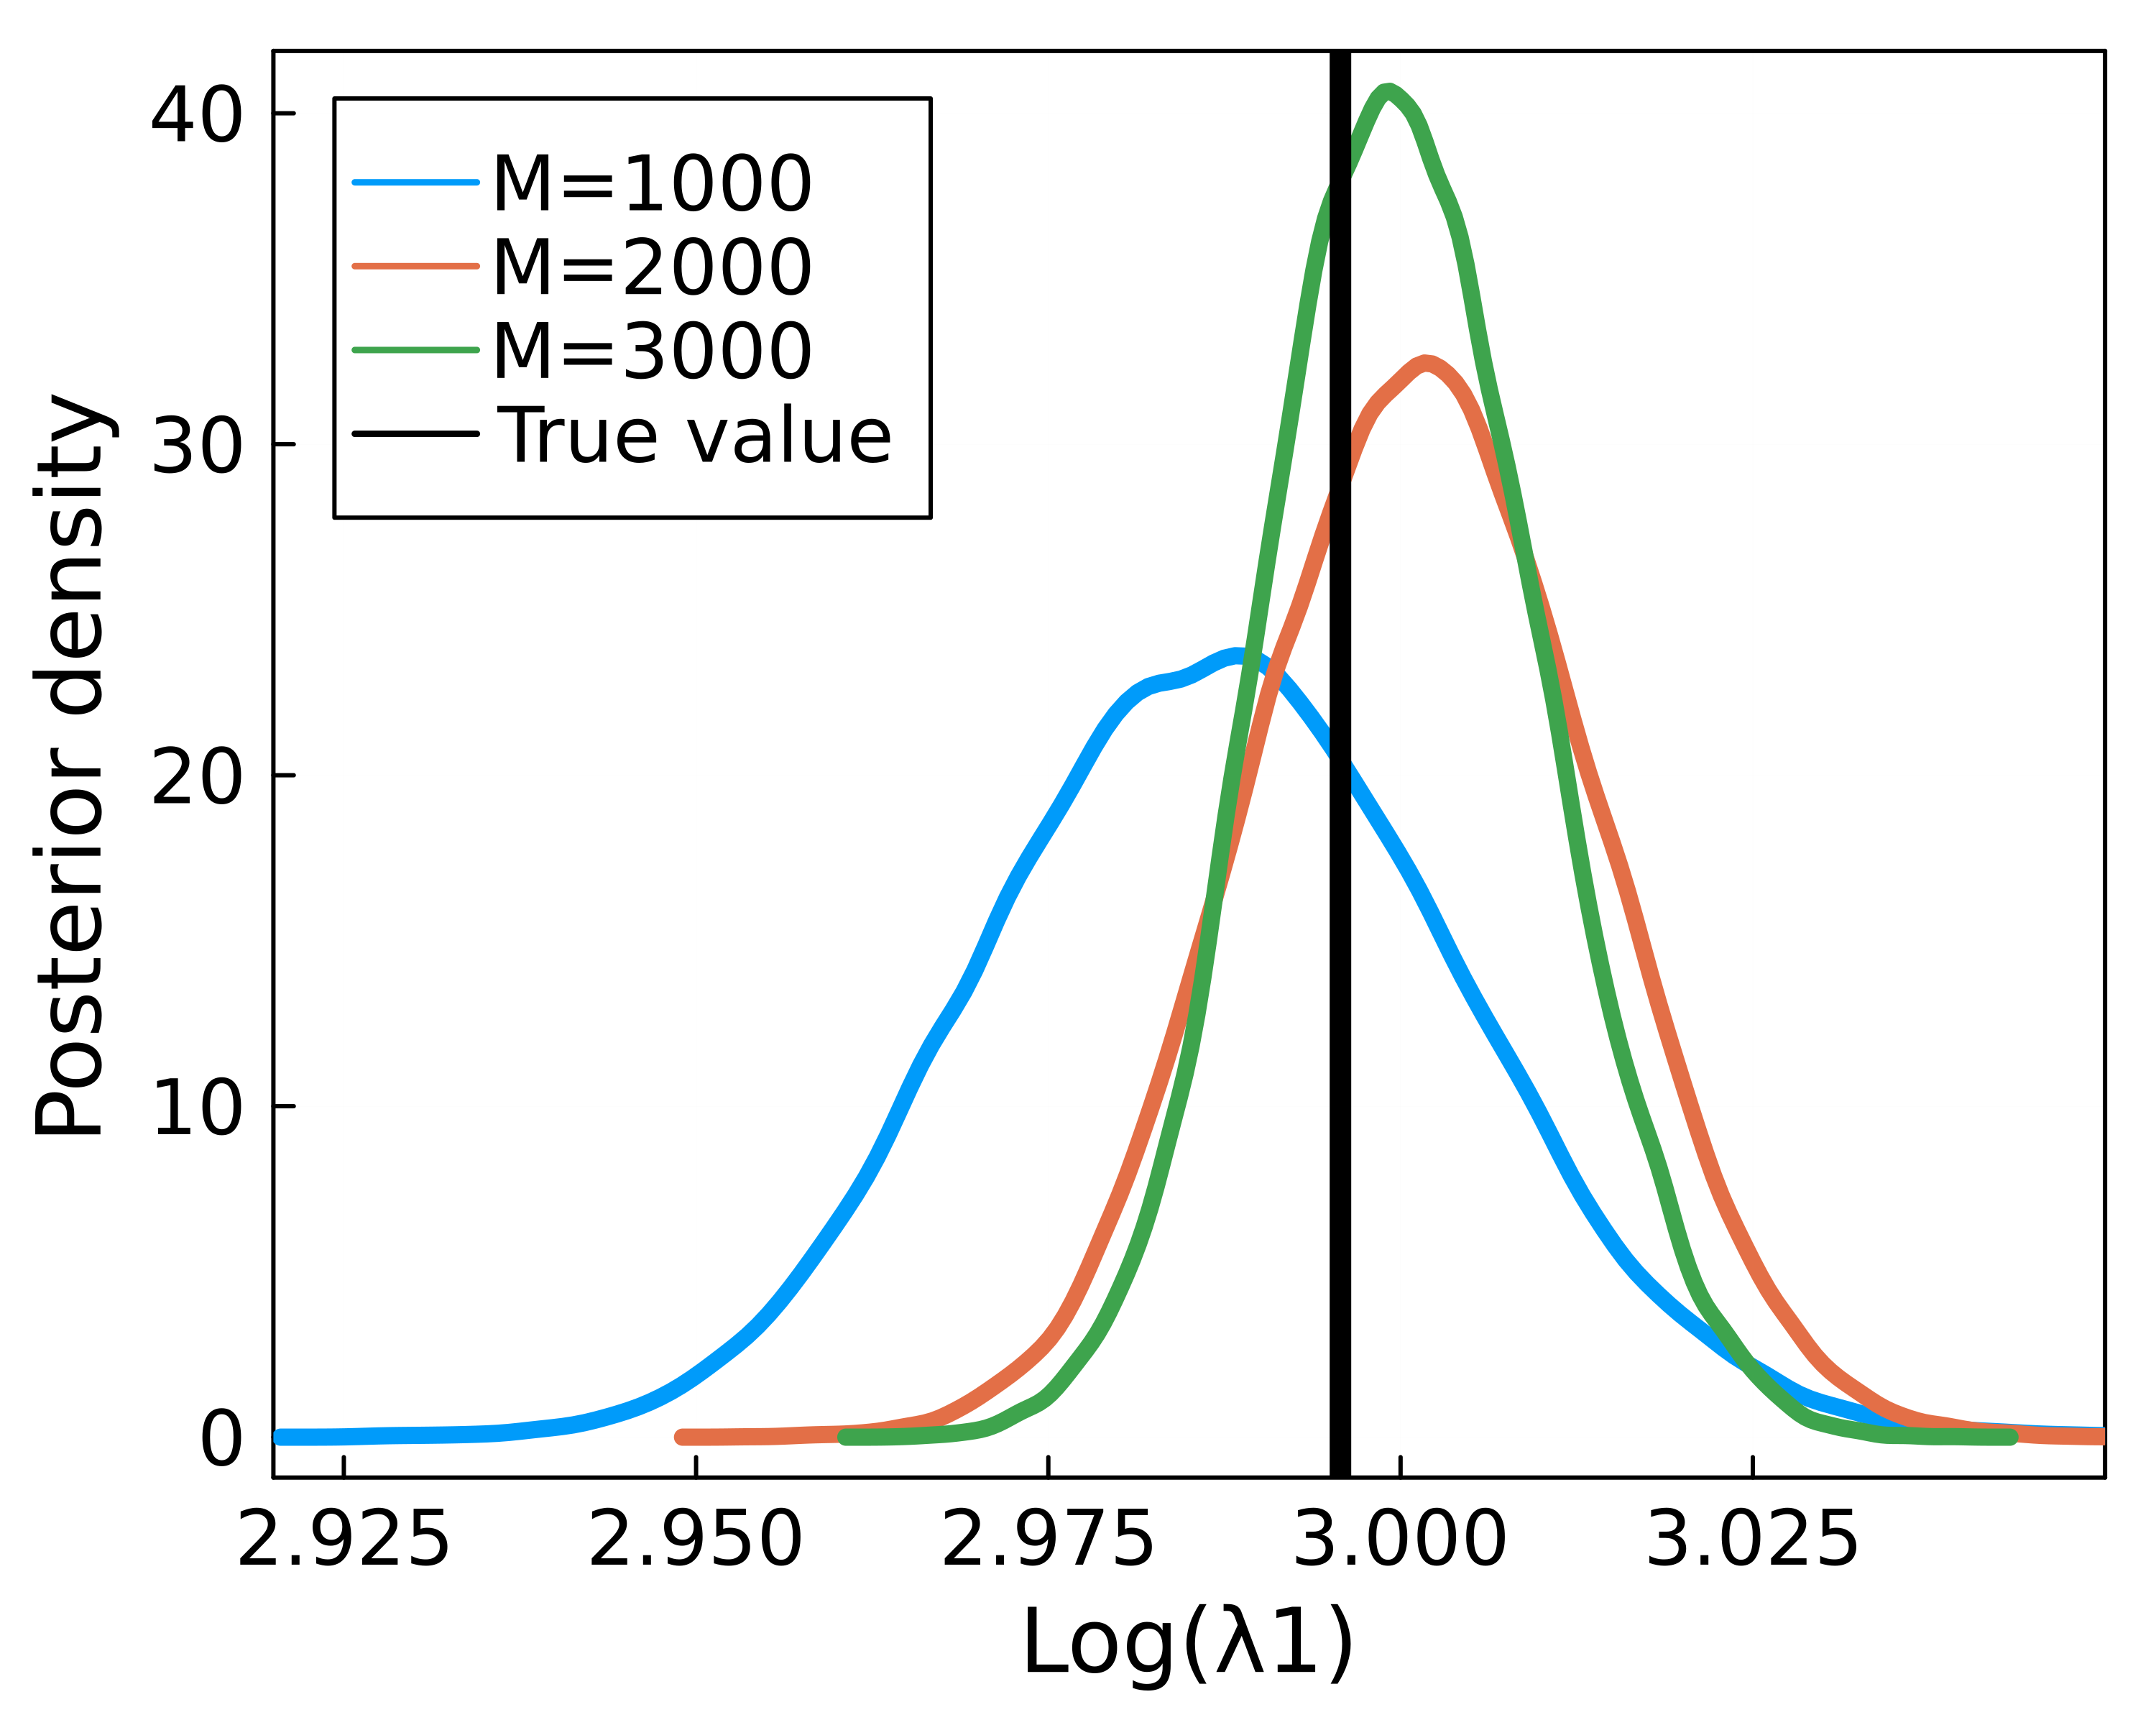 40
30
20
10
0
Posterior density
M=1000
M=2000
M=3000
True value
2.925 2.950 2.975 3.000 3.025
Log(λ1)